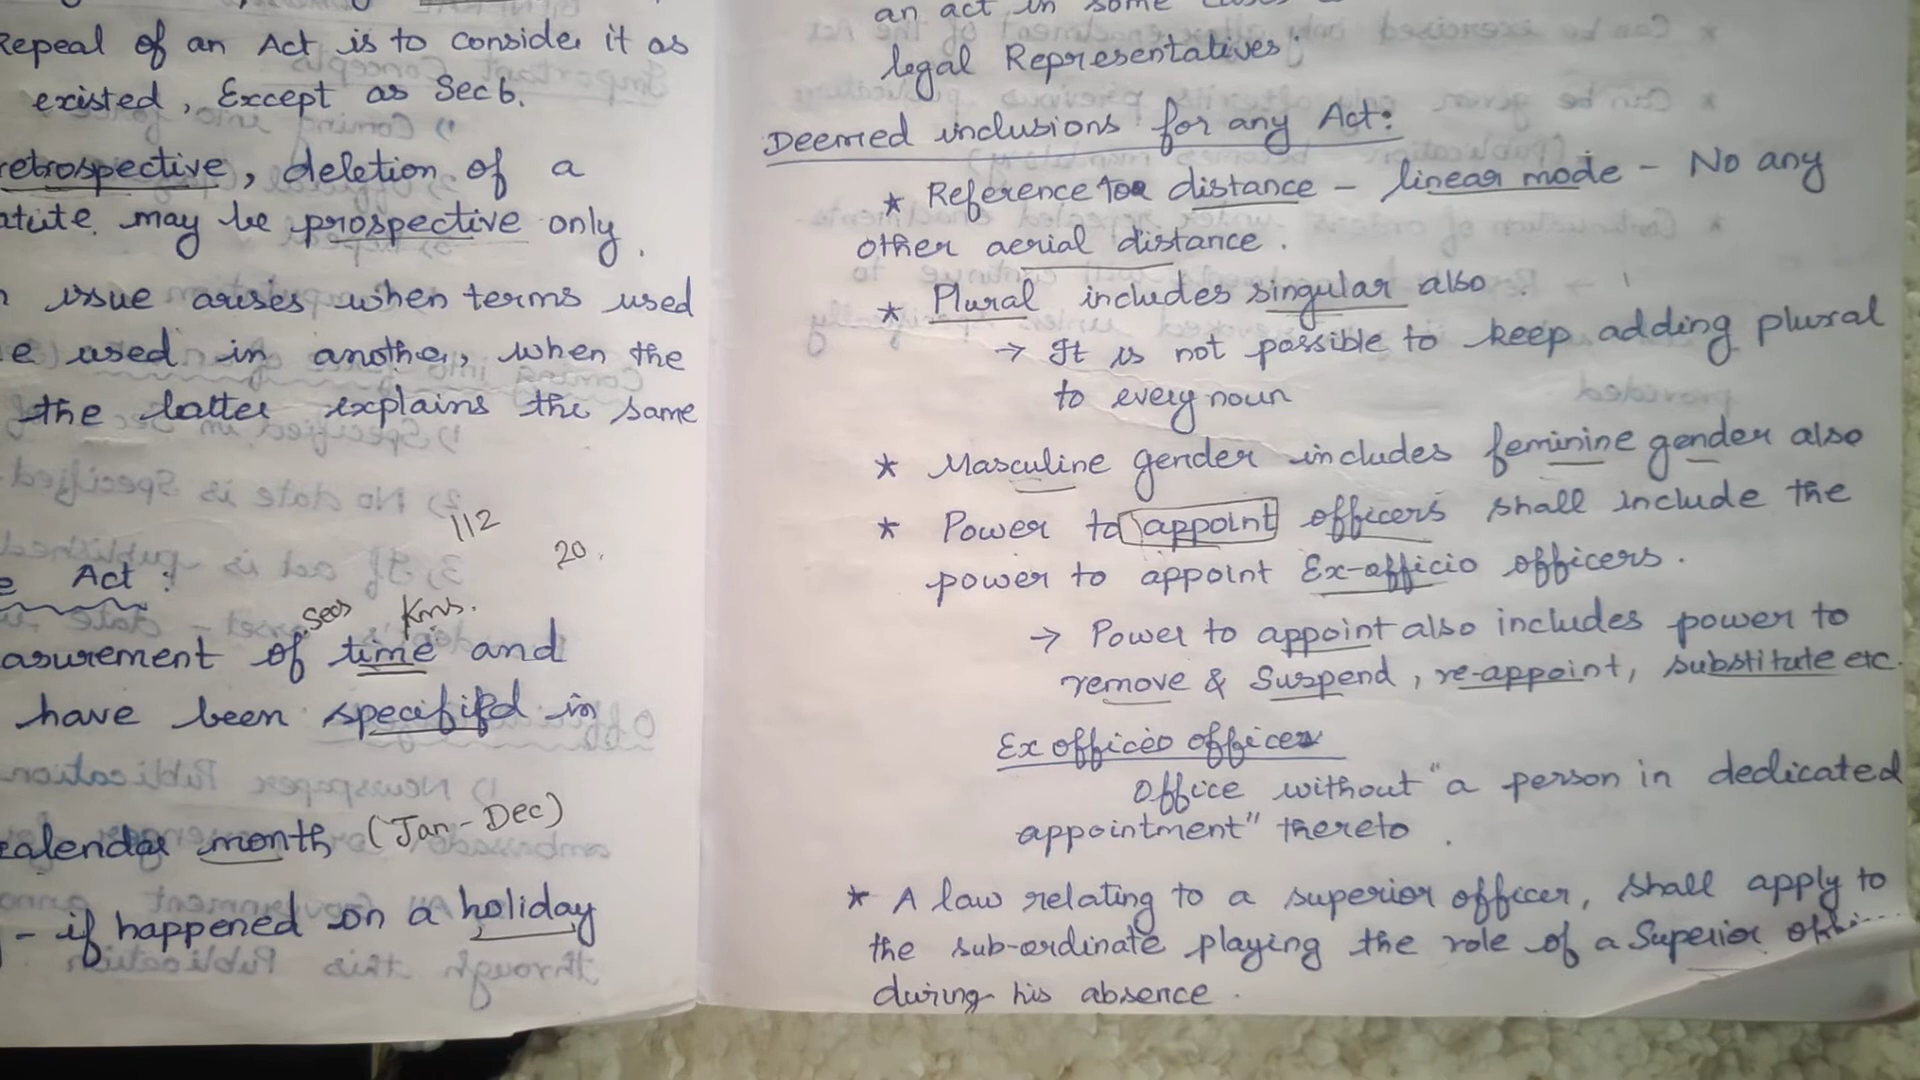 Repeal of an Act is to consider it as
existed, Except as Sec 6.
retrospective, deletion of a
may be prospective only.
issue arises when terms used
used in another, when the
the latter explains the same
112
20.
Act :
Secs Kms.
asurement of time and
have been specified in
calendar month (Jan - Dec)
- if happened on a holiday
an act in some
legal Representatives
Deemed inclusions for any Act:
* Reference to a distance - linear mode - No any
other aerial distance.
* Plural includes singular also
→ It is not possible to keep adding plural
to every noun
* Masculine gender includes feminine gender also
* Power to appoint officers shall include the
power to appoint Ex-officio officers.
→ Power to appoint also includes power to
remove & Suspend, re-appoint, substitute etc
Ex officeo officer
Office without "a person in dedicated
appointment" thereto.
* A law relating to a superior officer, shall apply to
the sub-ordinate playing the role of a Superior
during his absence.